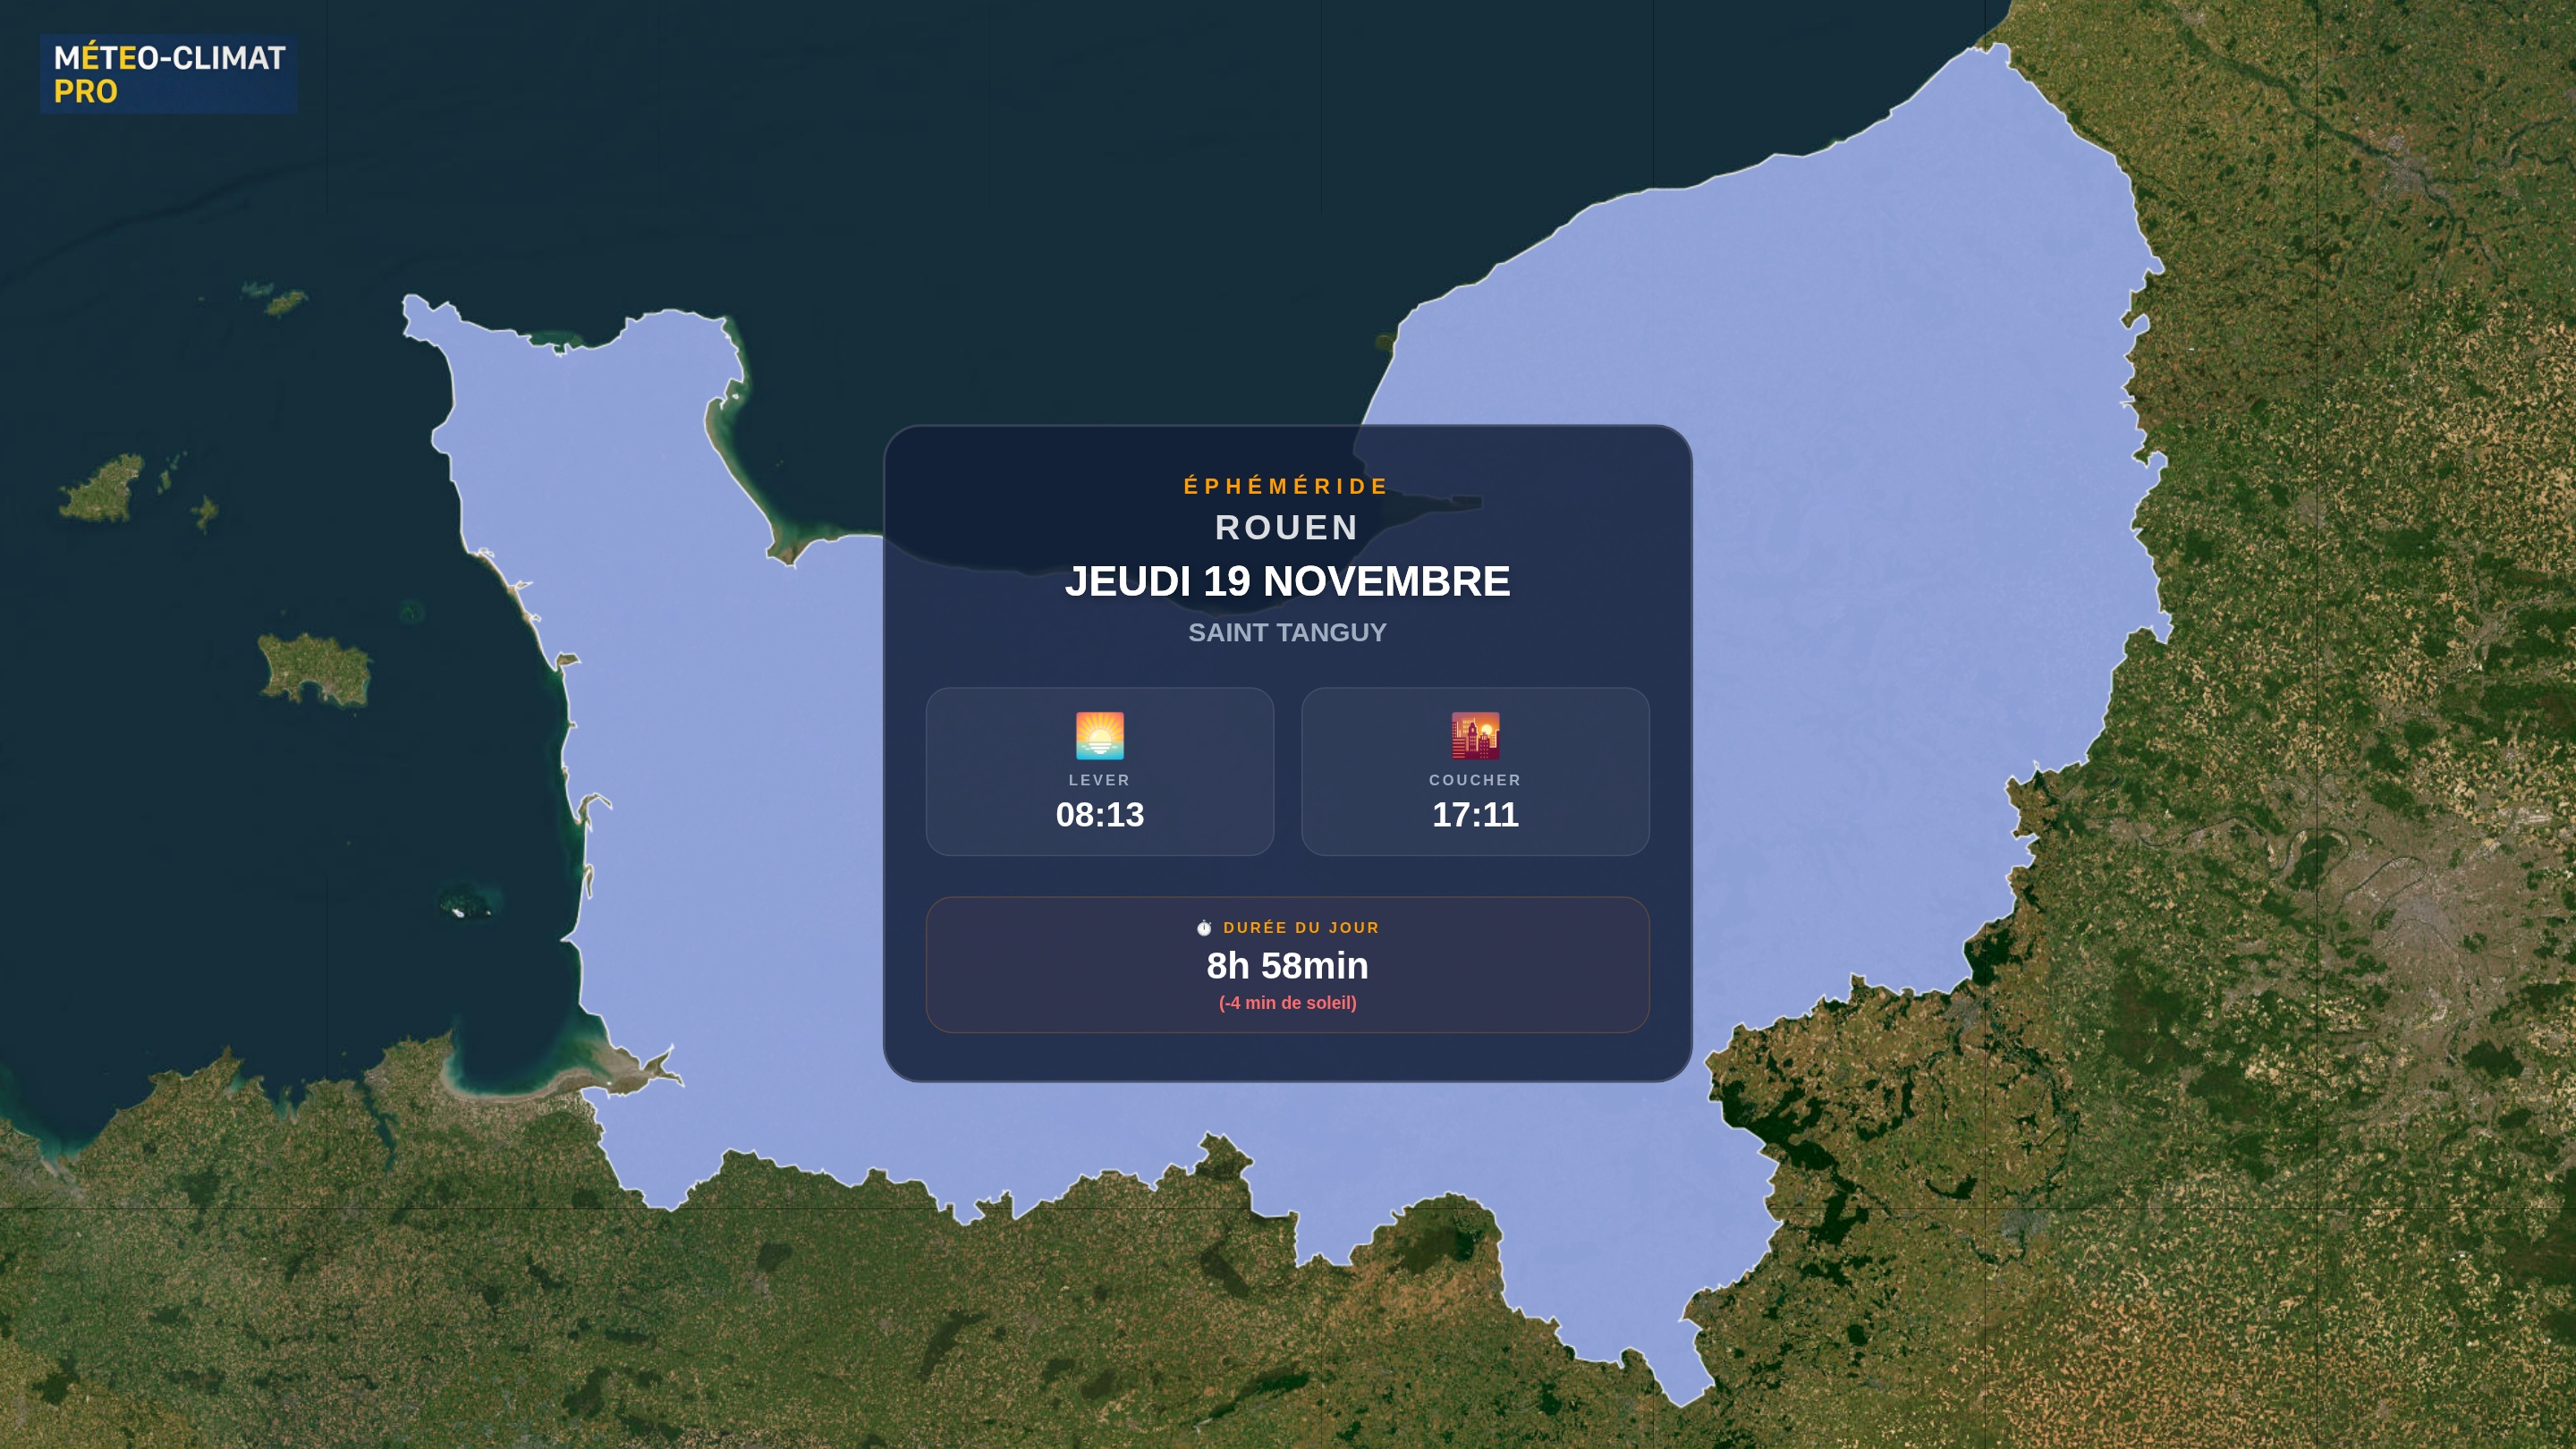 MÉTEO-CLIMAT
PRO
ÉPHÉMÉRIDE
ROUEN
JEUDI 19 NOVEMBRE
SAINT TANGUY
LEVER
08:13
COUCHER
17:11
DURÉE DU JOUR
8h 58min
(-4 min de soleil)